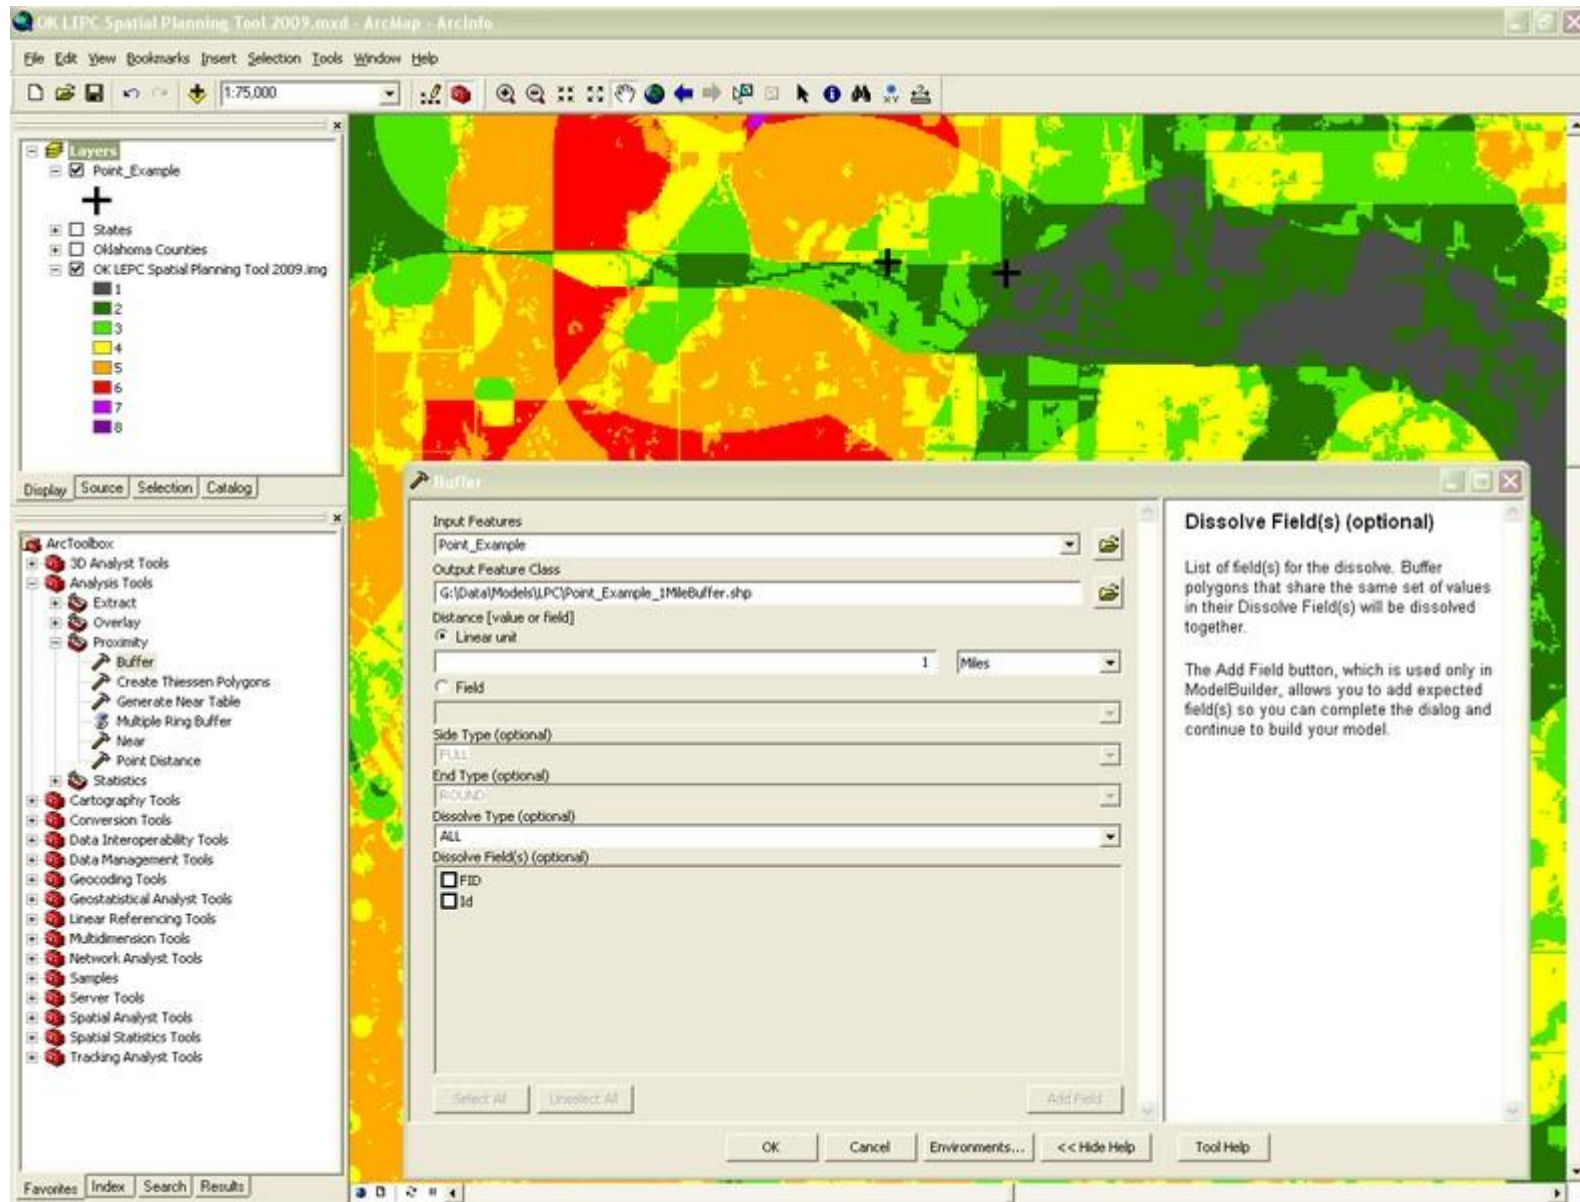 OK LEPC Spatial Planning Tool 2009.mxd - ArcMap - ArcInfo
File Edit View Bookmarks Insert Selection Tools Window Help
1:75,000
Layers
Point_Example
States
Oklahoma Counties
OK LEPC Spatial Planning Tool 2009.img
1
2
3
4
5
6
7
8
Display Source Selection Catalog
ArcToolbox
3D Analyst Tools
Analysis Tools
Extract
Overlay
Proximity
Buffer
Create Thiessen Polygons
Generate Near Table
Multiple Ring Buffer
Near
Point Distance
Statistics
Cartography Tools
Conversion Tools
Data Interoperability Tools
Data Management Tools
Geocoding Tools
Geostatistical Analyst Tools
Linear Referencing Tools
Multidimension Tools
Network Analyst Tools
Samples
Server Tools
Spatial Analyst Tools
Spatial Statistics Tools
Tracking Analyst Tools
Favorites Index Search Results
Buffer
Input Features
Point_Example
Output Feature Class
G:\Data\Models\LPC\Point_Example_1MileBuffer.shp
Distance [value or field]
Linear unit
1 Miles
Field
Side Type (optional)
FULL
End Type (optional)
ROUND
Dissolve Type (optional)
ALL
Dissolve Field(s) (optional)
FID
Id
Select All Unselect All Add Field
OK Cancel Environments... << Hide Help Tool Help
Dissolve Field(s) (optional)
List of field(s) for the dissolve. Buffer
polygons that share the same set of values
in their Dissolve Field(s) will be dissolved
together.
The Add Field button, which is used only in
ModelBuilder, allows you to add expected
field(s) so you can complete the dialog and
continue to build your model.